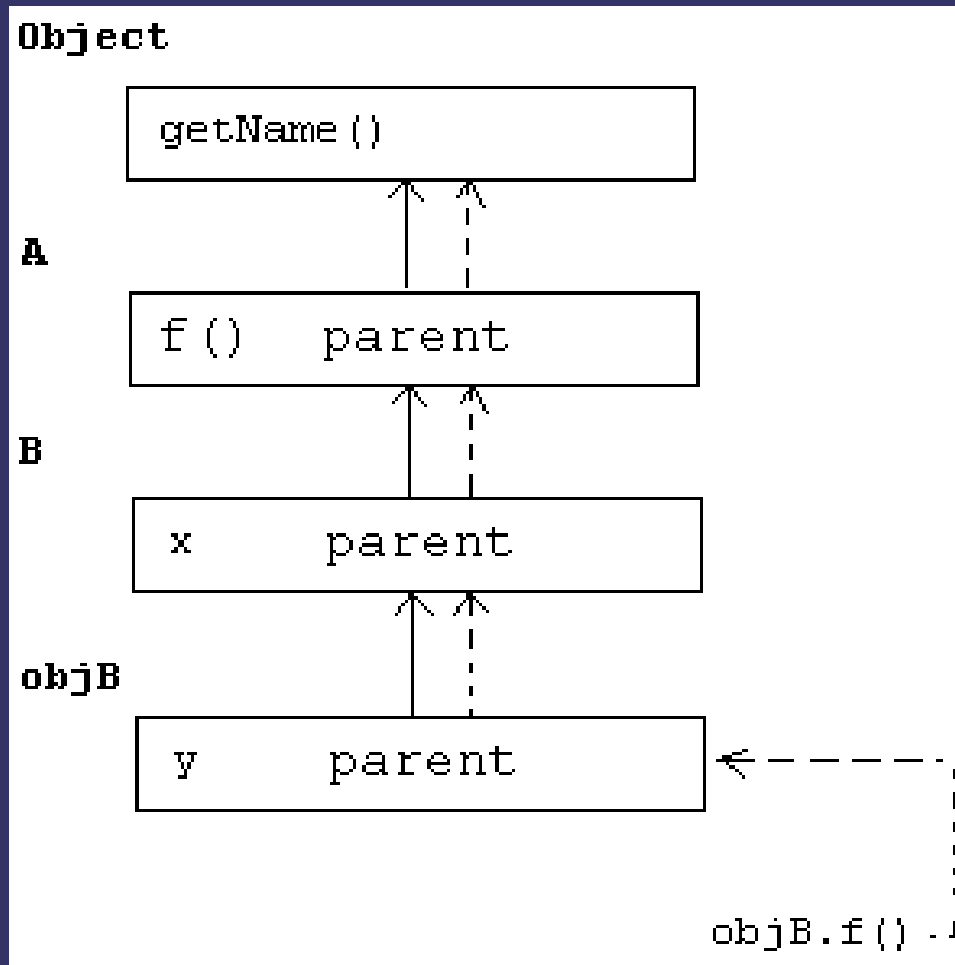 Object
getName()
A
f() parent
B
x parent
objB
y parent
objB.f()